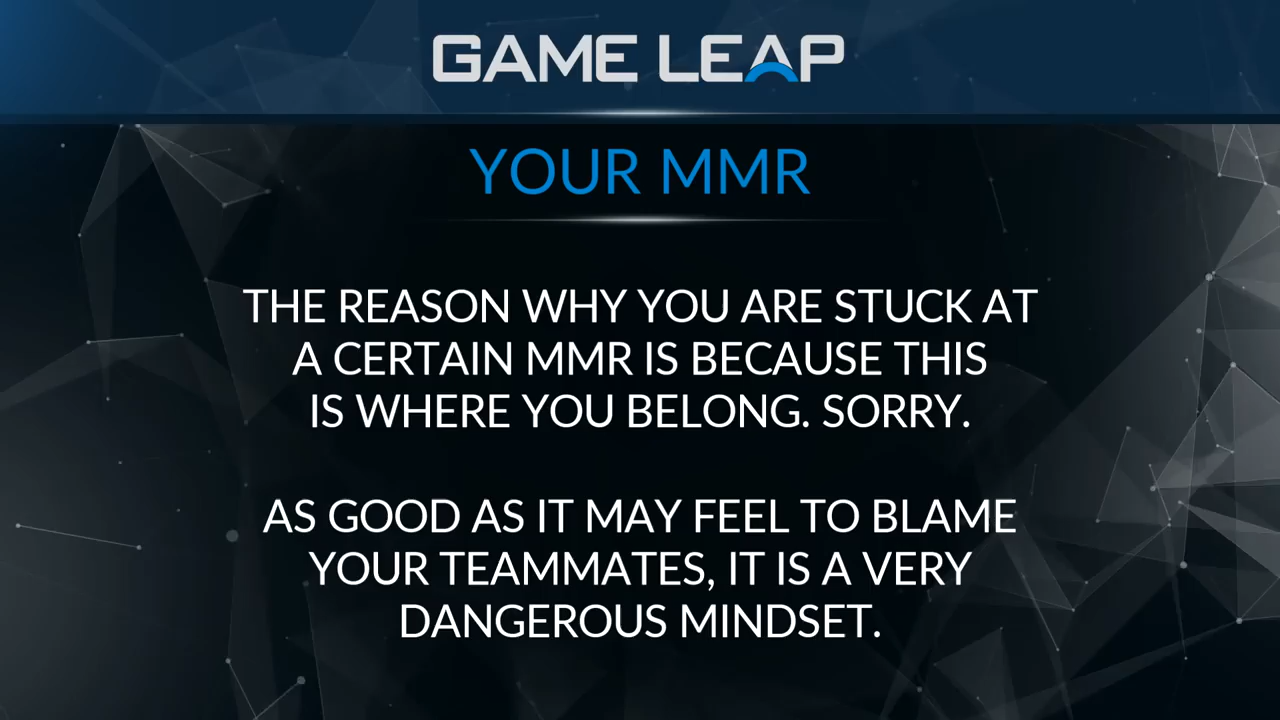 GAME LEAP
YOUR MMR
THE REASON WHY YOU ARE STUCK AT
A CERTAIN MMR IS BECAUSE THIS
IS WHERE YOU BELONG. SORRY.
AS GOOD AS IT MAY FEEL TO BLAME
YOUR TEAMMATES, IT IS A VERY
DANGEROUS MINDSET.